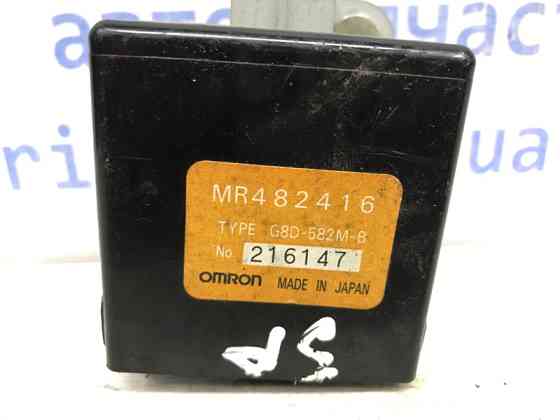 MR482416
TYPE G8D-582M-B
No. 216147
OMRON MADE IN JAPAN